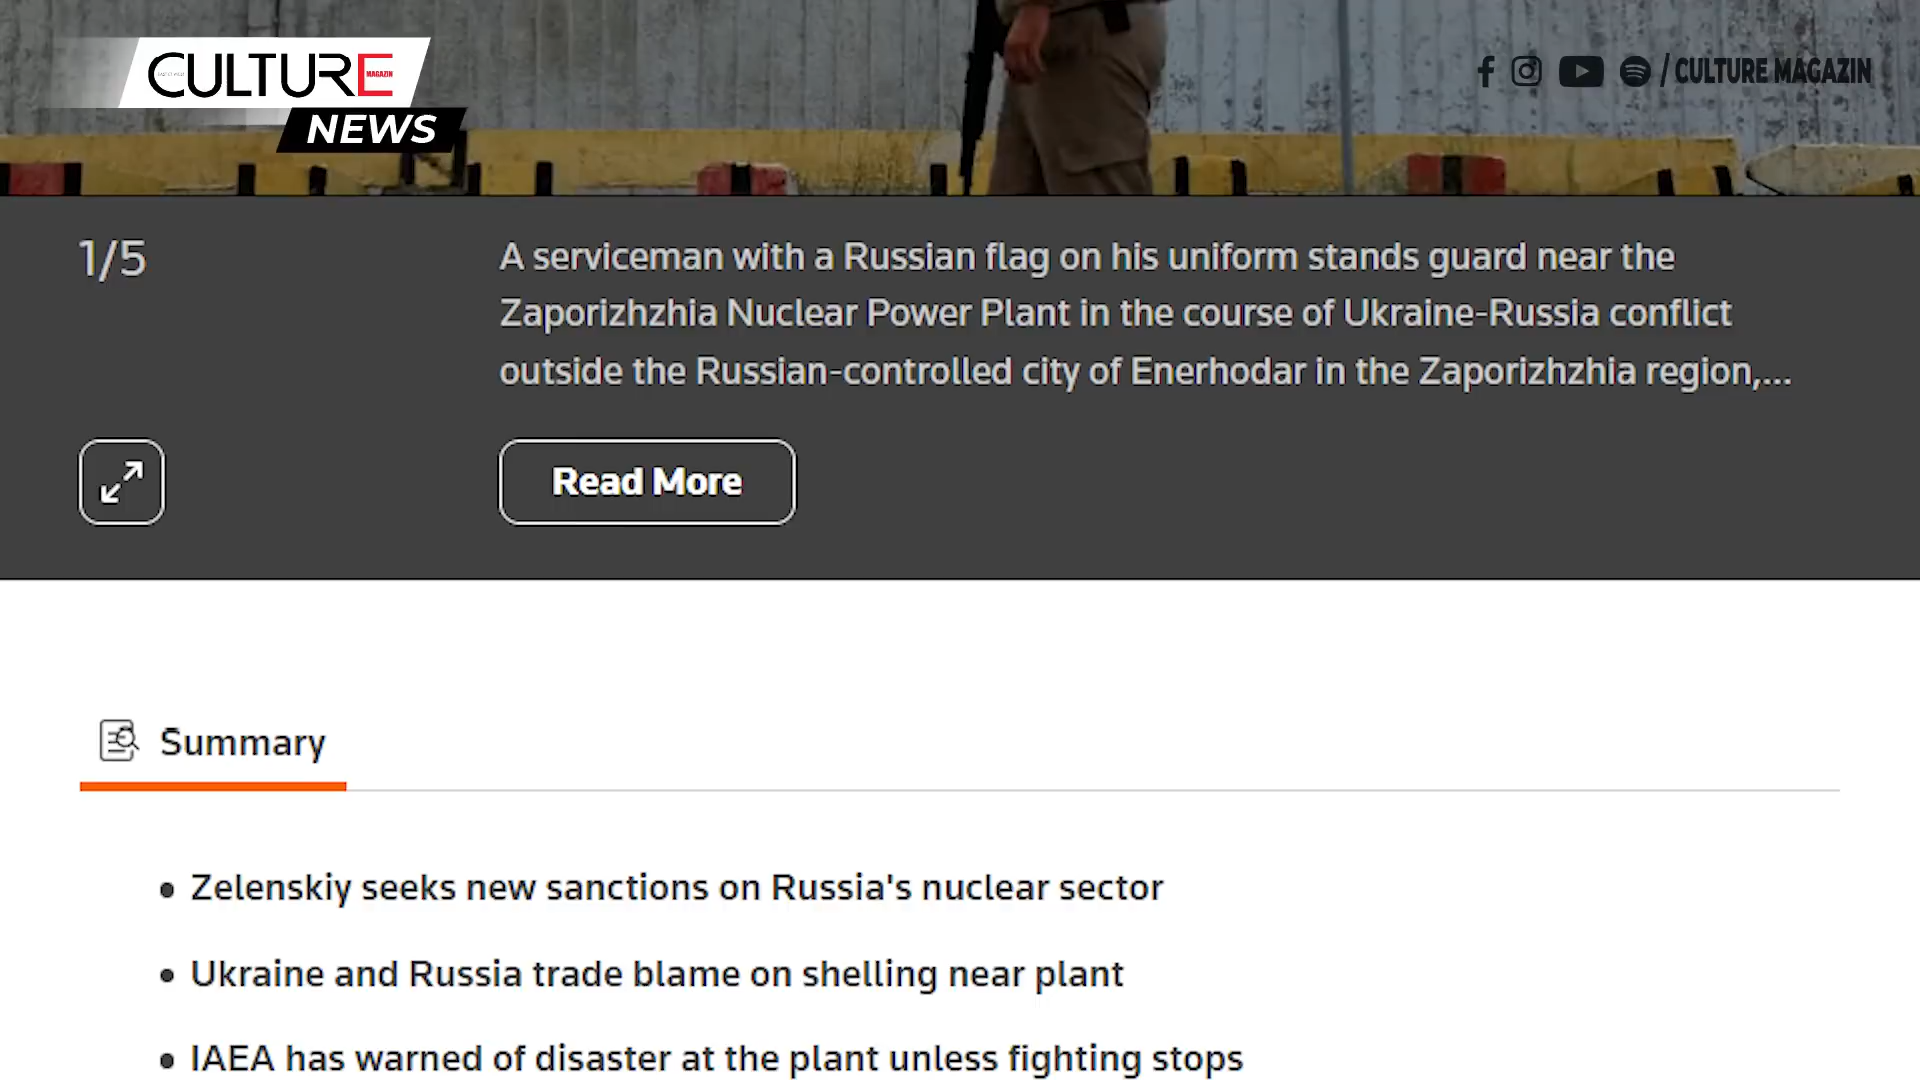 CULTURE
MAGAZIN
NEWS
/ CULTURE MAGAZIN
1/5
A serviceman with a Russian flag on his uniform stands guard near the
Zaporizhzhia Nuclear Power Plant in the course of Ukraine-Russia conflict
outside the Russian-controlled city of Enerhodar in the Zaporizhzhia region,...
Read More
Summary
• Zelenskiy seeks new sanctions on Russia's nuclear sector
• Ukraine and Russia trade blame on shelling near plant
• IAEA has warned of disaster at the plant unless fighting stops